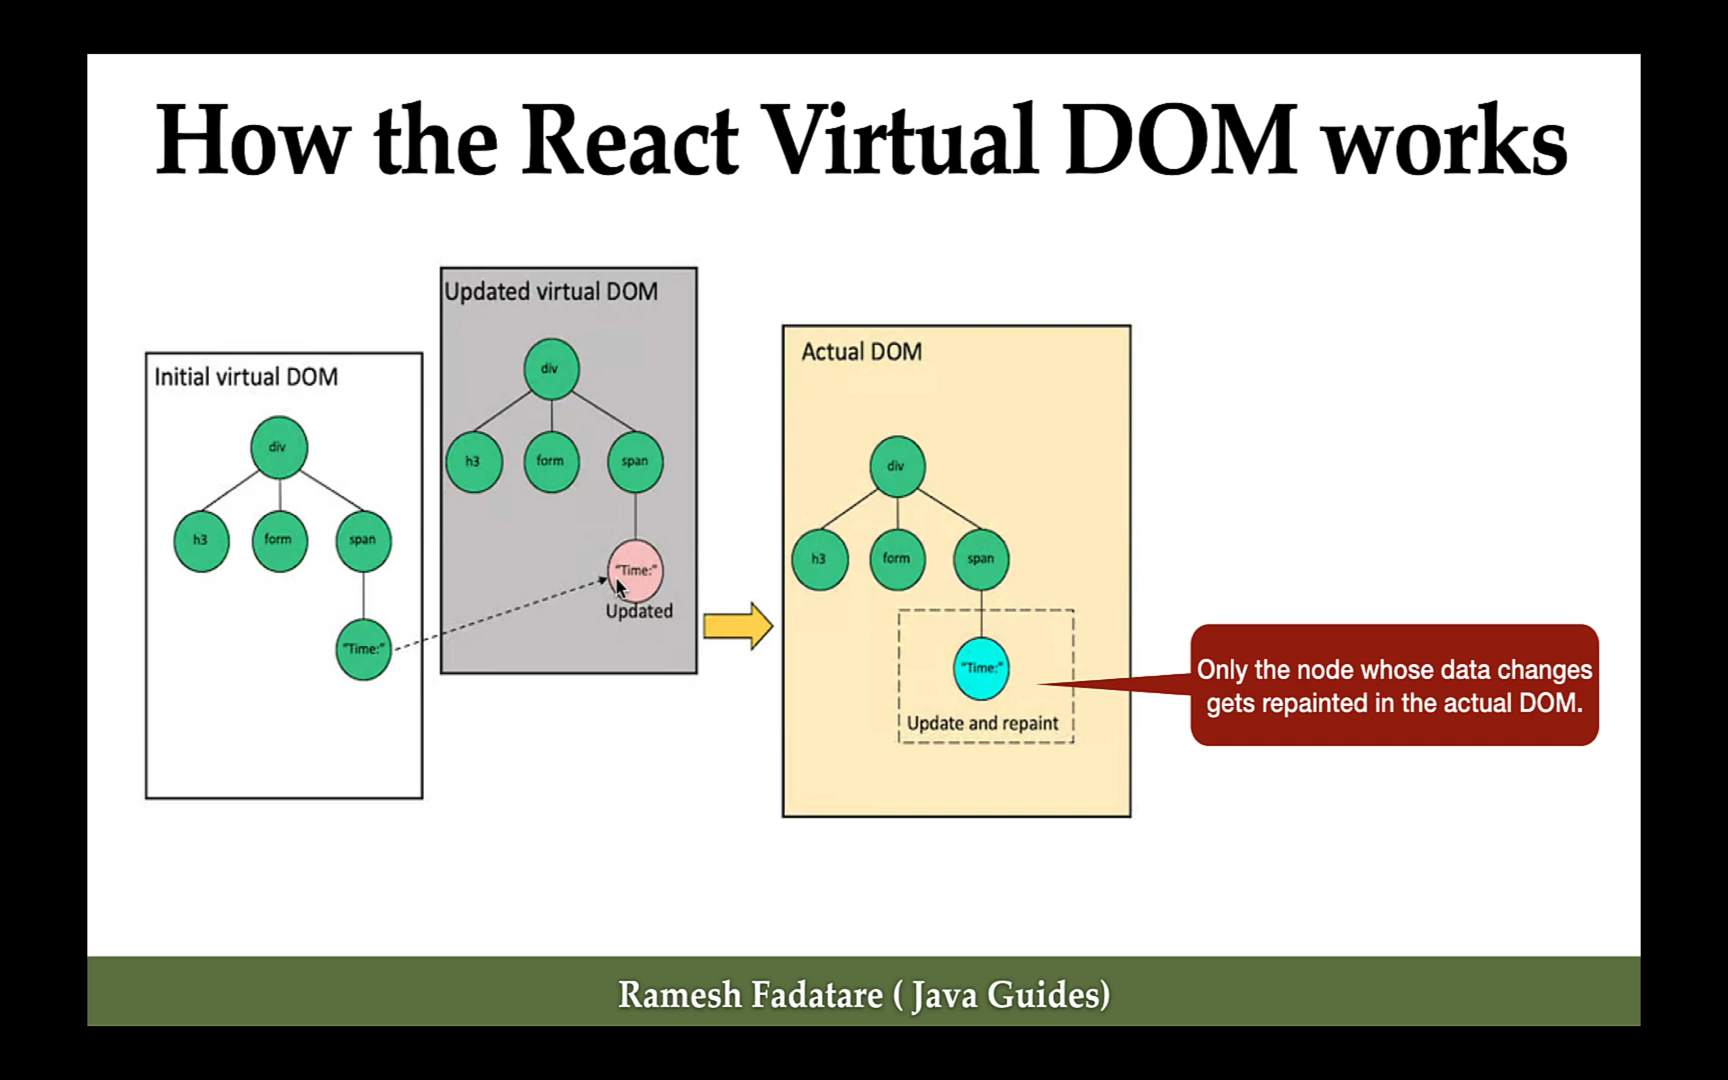 How the React Virtual DOM works
Initial virtual DOM
div
h3
form
span
"Time:"
Updated virtual DOM
div
h3
form
span
"Time:"
Updated
Actual DOM
div
h3
form
span
"Time:"
Update and repaint
Only the node whose data changes
gets repainted in the actual DOM.
Ramesh Fadatare ( Java Guides)